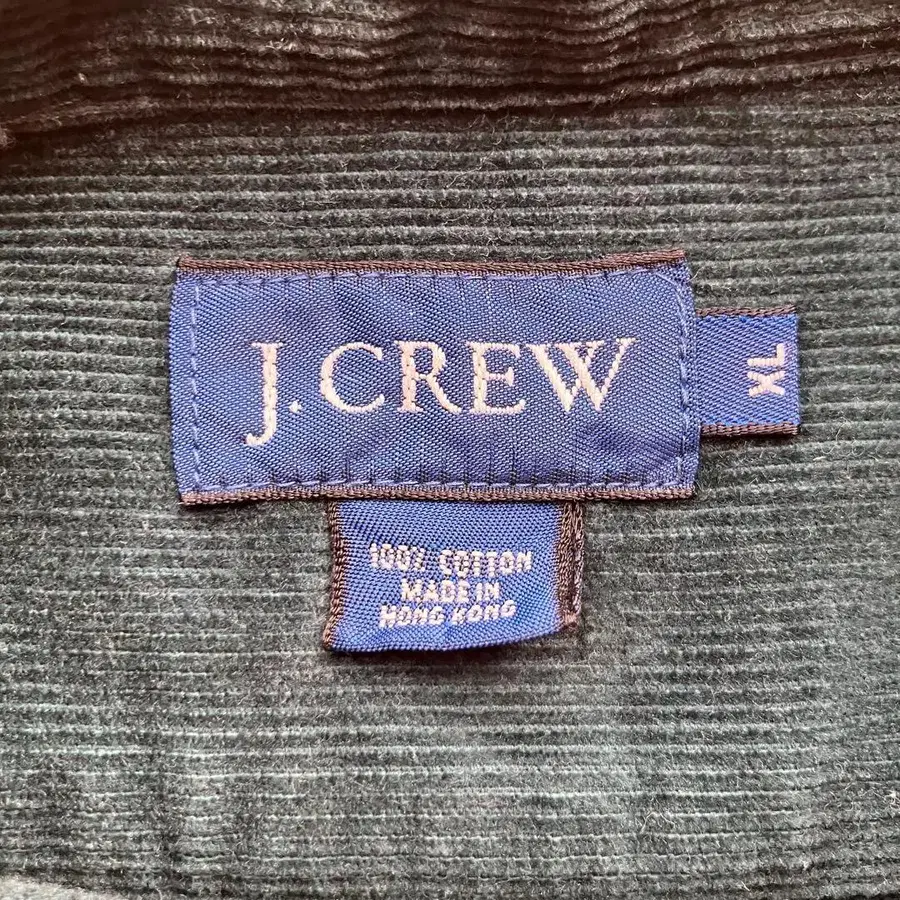 J.CREW
XL
100% COTTON
MADE IN
HONG KONG